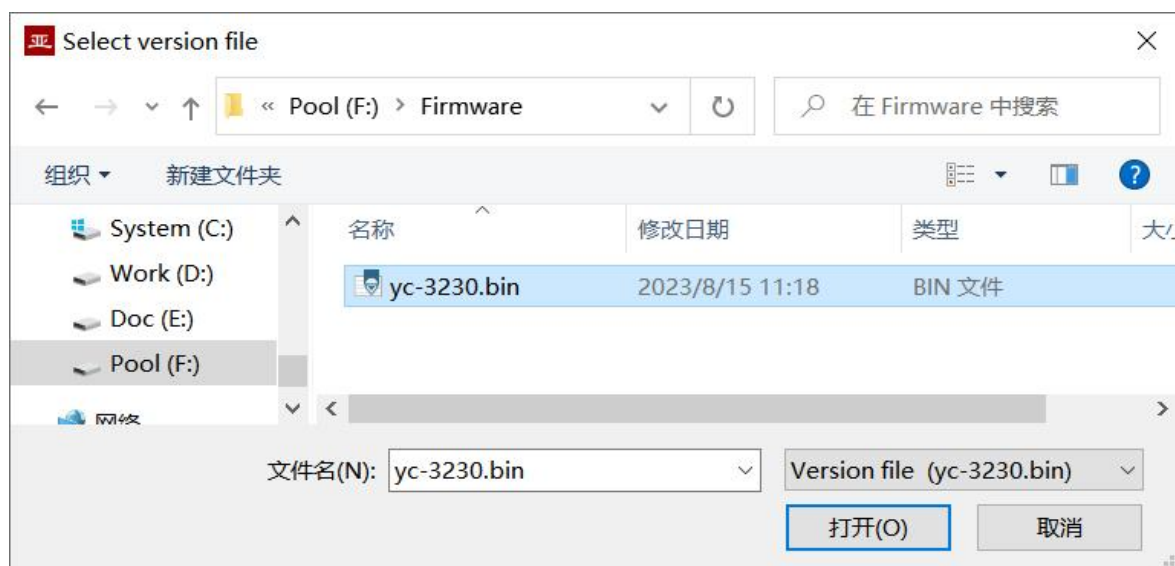 亚 Select version file
« Pool (F:) > Firmware 在 Firmware 中搜索
组织 新建文件夹
名称 修改日期 类型
System (C:)
Work (D:)
Doc (E:)
Pool (F:)
yc-3230.bin 2023/8/15 11:18 BIN 文件
文件名(N): yc-3230.bin Version file (yc-3230.bin)
打开(O) 取消